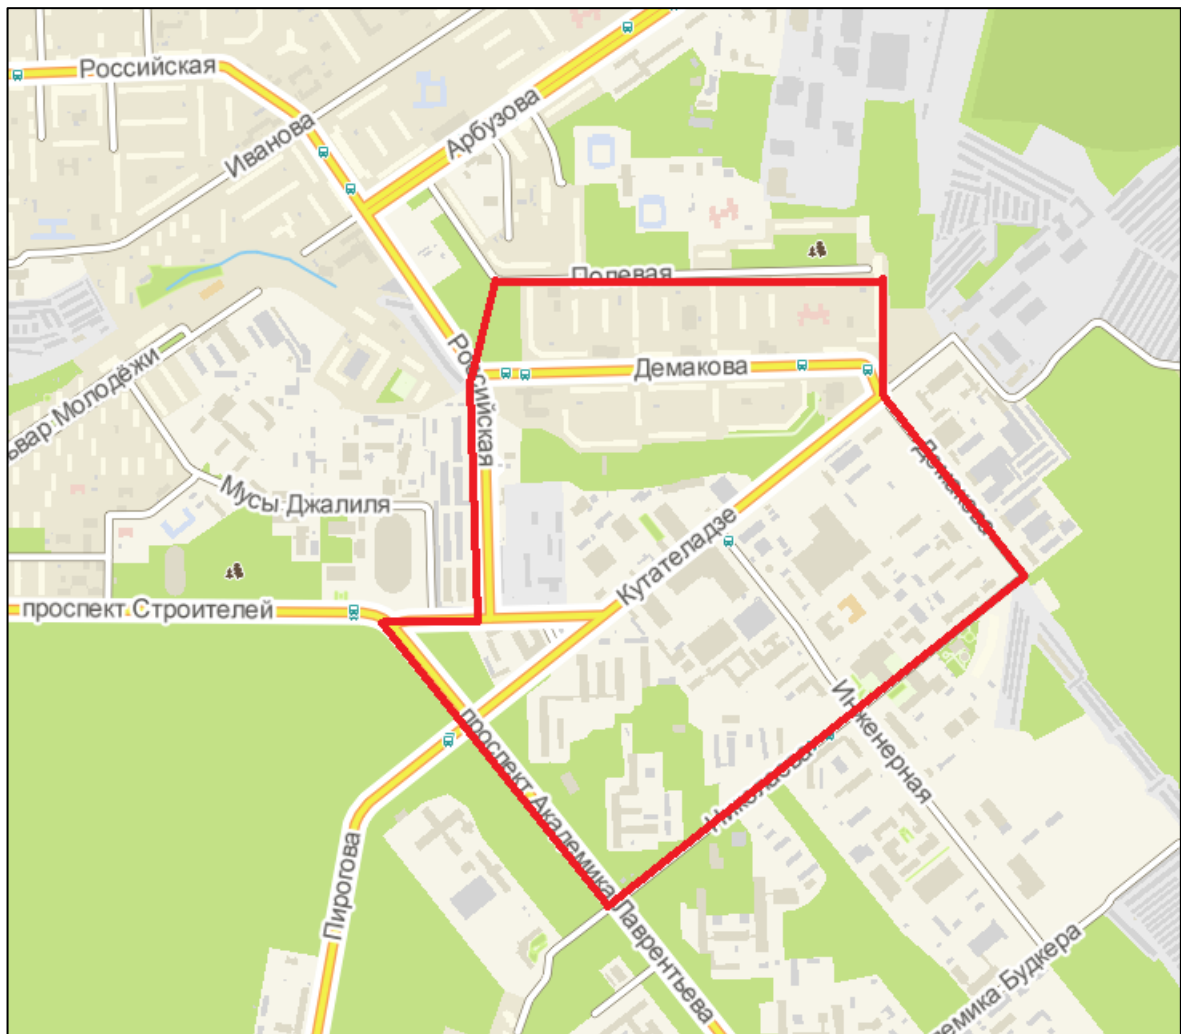 Российская
Арбузова
Иванова
Полевая
Российская
Демакова
ьвар Молодёжи
Демакова
Мусы Джалиля
Кутателадзе
проспект Строителей
Инженерная
проспект Академика Лаврентьева
Николаева
Пирогова
емика Будкера